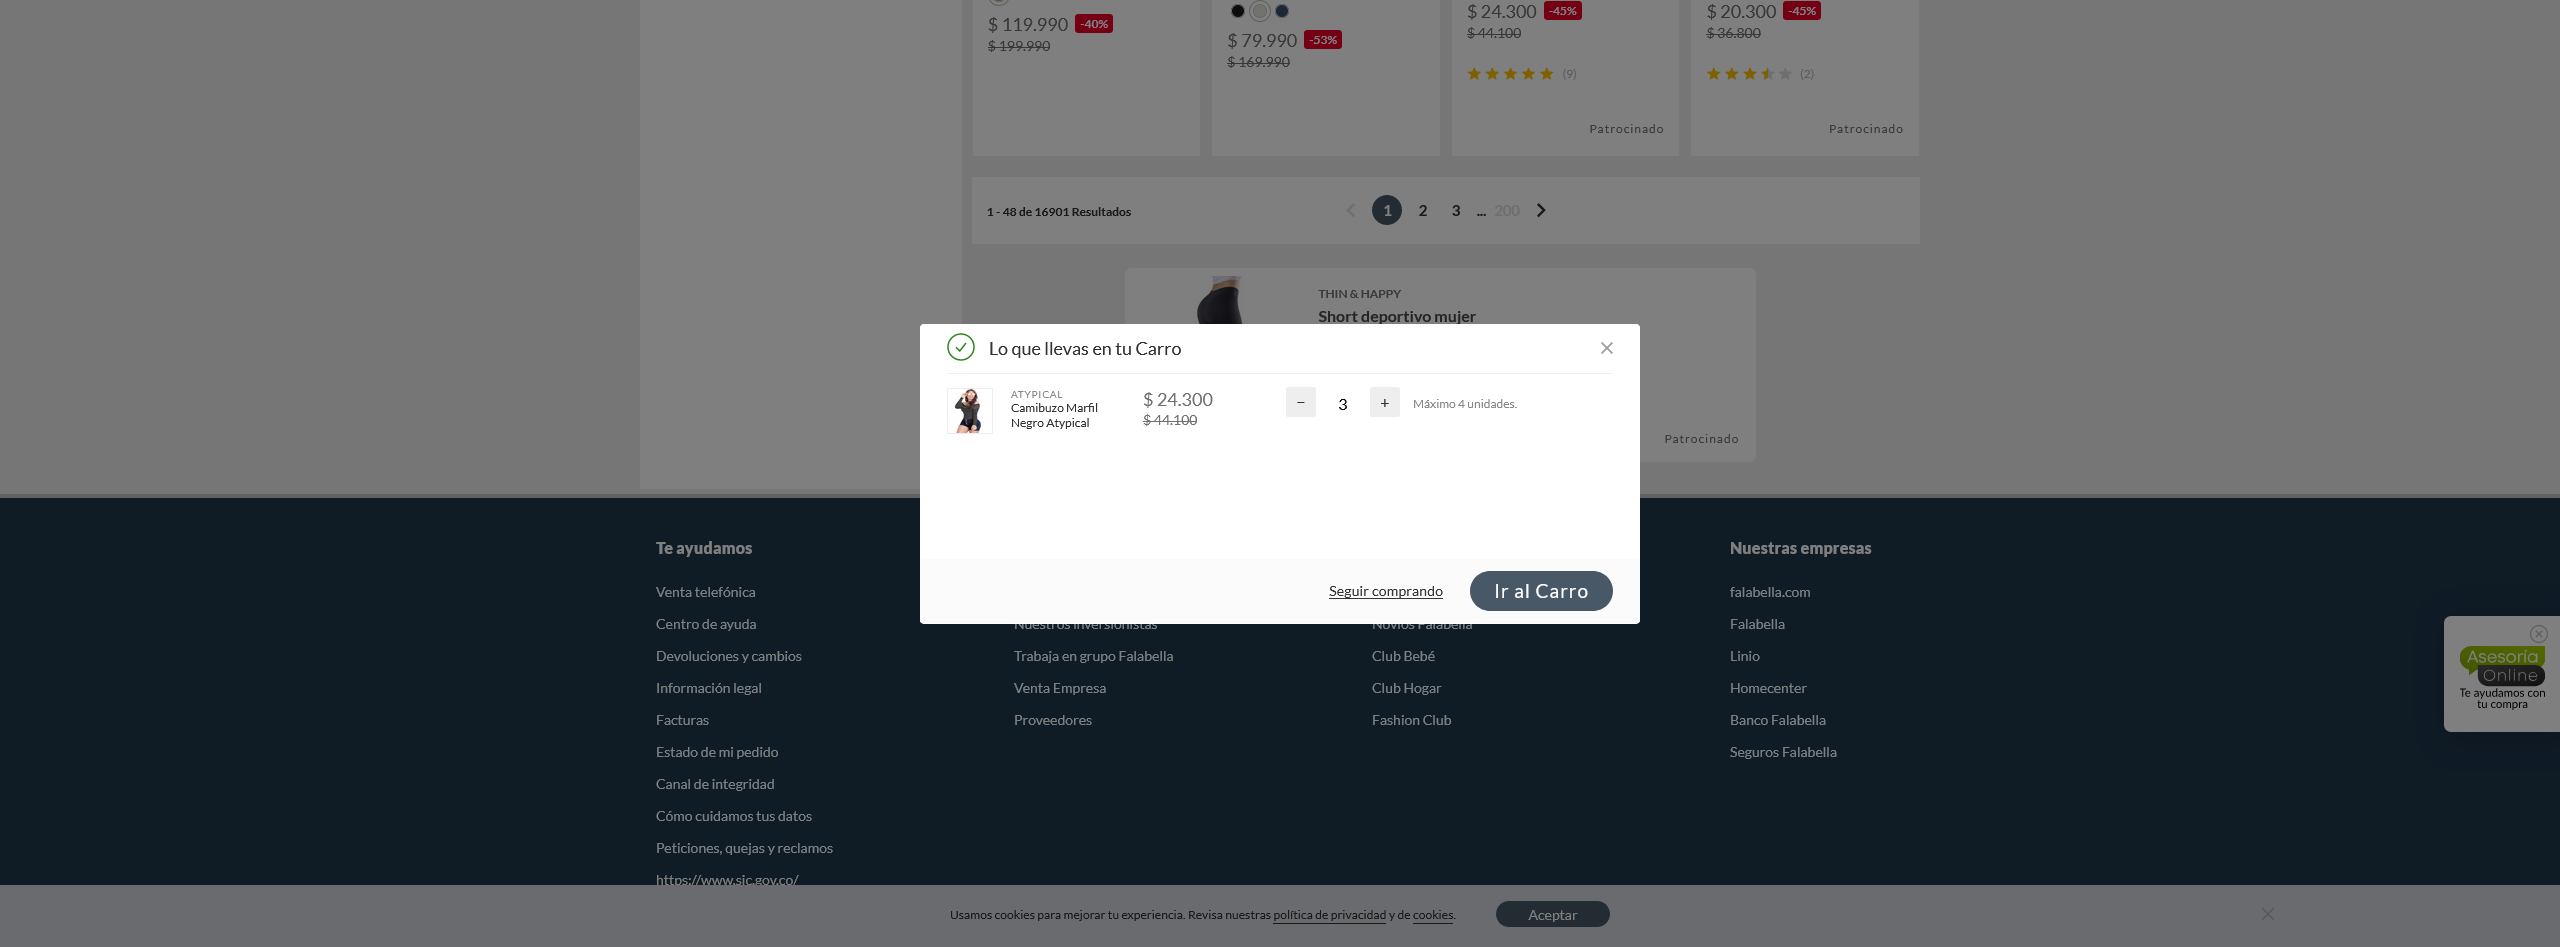 $ 119.990 -40%
$ 199.990
$ 79.990 -53%
$ 169.990
$ 24.300 -45%
$ 44.100
(9)
Patrocinado
$ 20.300 -45%
$ 36.800
(2)
Patrocinado
1 - 48 de 16901 Resultados
1 2 3 ... 200
THIN & HAPPY
Short deportivo mujer
Patrocinado
Lo que llevas en tu Carro
ATYPICAL
Camibuzo Marfil
Negro Atypical
$ 24.300
$ 44.100
− 3 +
Máximo 4 unidades.
Seguir comprando
Ir al Carro
Te ayudamos
Venta telefónica
Centro de ayuda
Devoluciones y cambios
Información legal
Facturas
Estado de mi pedido
Canal de integridad
Cómo cuidamos tus datos
Peticiones, quejas y reclamos
https://www.sic.gov.co/
Nuestros inversionistas
Trabaja en grupo Falabella
Venta Empresa
Proveedores
Novios Falabella
Club Bebé
Club Hogar
Fashion Club
Nuestras empresas
falabella.com
Falabella
Linio
Homecenter
Banco Falabella
Seguros Falabella
Asesoría
Online
Te ayudamos con
tu compra
Usamos cookies para mejorar tu experiencia. Revisa nuestras política de privacidad y de cookies.
Aceptar